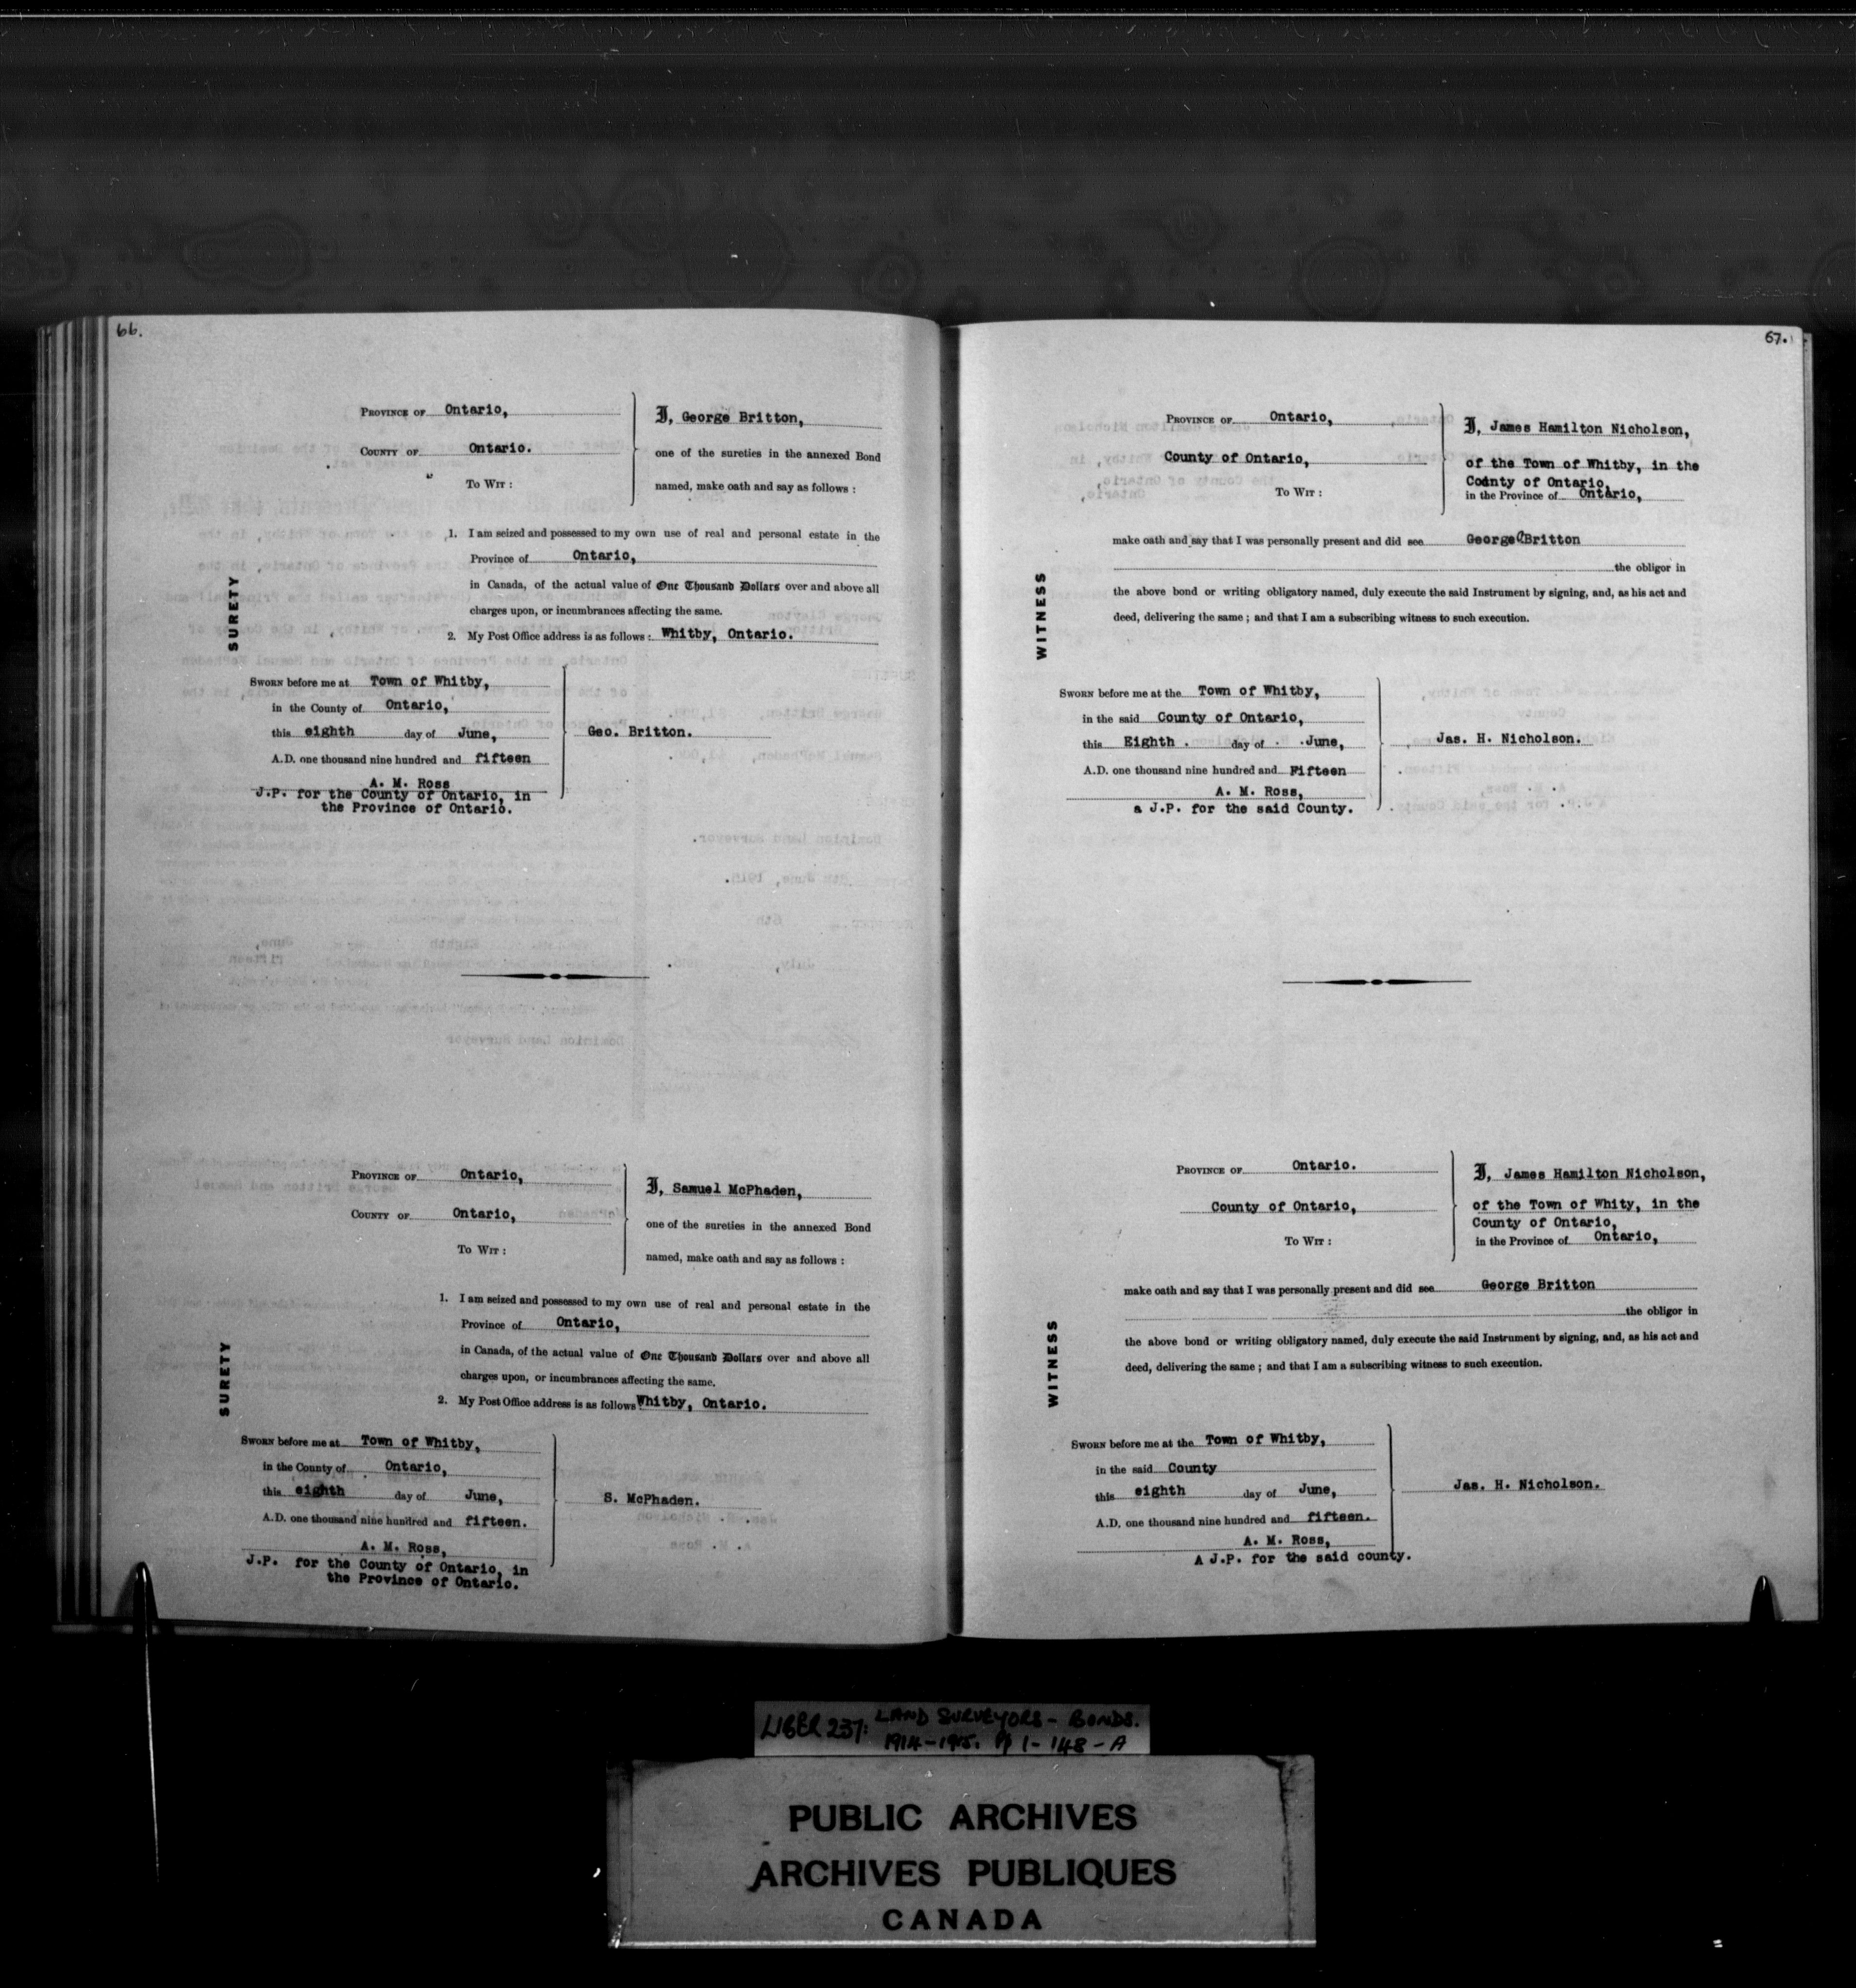 66.
SURETY
PROVINCE OF Ontario,
COUNTY OF Ontario.
TO WIT :
I, George Britton,
one of the sureties in the annexed Bond
named, make oath and say as follows :
1. I am seized and possessed to my own use of real and personal estate in the
Province of Ontario,
in Canada, of the actual value of One Thousand Dollars over and above all
charges upon, or incumbrances affecting the same.
2. My Post Office address is as follows : Whitby, Ontario.
SWORN before me at Town of Whitby,
in the County of Ontario,
this eighth day of June,
A.D. one thousand nine hundred and fifteen
A. M. Ross
J.P. for the County of Ontario, in
the Province of Ontario.
Geo. Britton.
SURETY
PROVINCE OF Ontario,
COUNTY OF Ontario,
TO WIT :
I, Samuel McPhaden,
one of the sureties in the annexed Bond
named, make oath and say as follows :
1. I am seized and possessed to my own use of real and personal estate in the
Province of Ontario,
in Canada, of the actual value of One Thousand Dollars over and above all
charges upon, or incumbrances affecting the same.
2. My Post Office address is as follows Whitby, Ontario.
SWORN before me at Town of Whitby,
in the County of Ontario,
this eighth day of June,
A.D. one thousand nine hundred and fifteen.
A. M. Ross,
J.P. for the County of Ontario, in
the Province of Ontario.
S. McPhaden.
67.
WITNESS
PROVINCE OF Ontario,
County of Ontario,
TO WIT :
I, James Hamilton Nicholson,
of the Town of Whitby, in the
County of Ontario,
in the Province of Ontario,
make oath and say that I was personally present and did see George C Britton
the obligor in
the above bond or writing obligatory named, duly execute the said Instrument by signing, and, as his act and
deed, delivering the same ; and that I am a subscribing witness to such execution.
SWORN before me at the Town of Whitby,
in the said County of Ontario,
this Eighth . day of June,
A.D. one thousand nine hundred and Fifteen
A. M. Ross,
a J.P. for the said County.
Jas. H. Nicholson.
WITNESS
PROVINCE OF Ontario.
County of Ontario,
TO WIT :
I, James Hamilton Nicholson,
of the Town of Whity, in the
County of Ontario,
in the Province of Ontario,
make oath and say that I was personally present and did see George Britton
the obligor in
the above bond or writing obligatory named, duly execute the said Instrument by signing, and, as his act and
deed, delivering the same ; and that I am a subscribing witness to such execution.
SWORN before me at the Town of Whitby,
in the said County
this eighth day of June,
A.D. one thousand nine hundred and fifteen.
A. M. Ross,
A J.P. for the said county.
Jas. H. Nicholson.
LIBER 237: LAND SURVEYORS - BONDS.
1914-1915. pp 1-148-A
PUBLIC ARCHIVES
ARCHIVES PUBLIQUES
CANADA